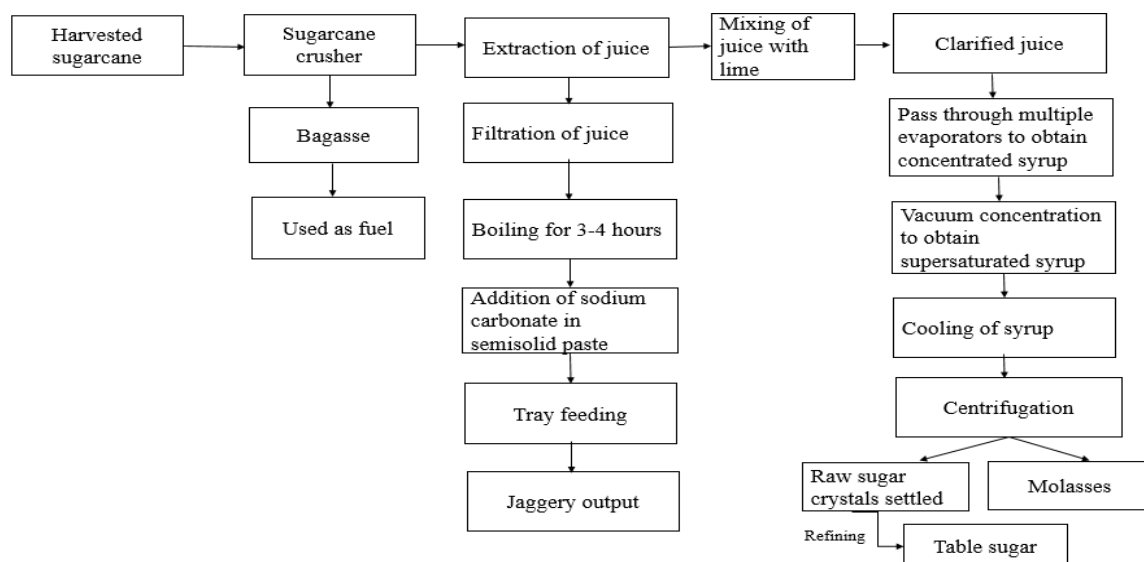 Harvested
sugarcane
Sugarcane
crusher
Extraction of juice
Mixing of
juice with
lime
Clarified juice
Bagasse
Used as fuel
Filtration of juice
Boiling for 3-4 hours
Addition of sodium
carbonate in
semisolid paste
Tray feeding
Jaggery output
Pass through multiple
evaporators to obtain
concentrated syrup
Vacuum concentration
to obtain
supersaturated syrup
Cooling of syrup
Centrifugation
Raw sugar
crystals settled
Molasses
Refining
Table sugar